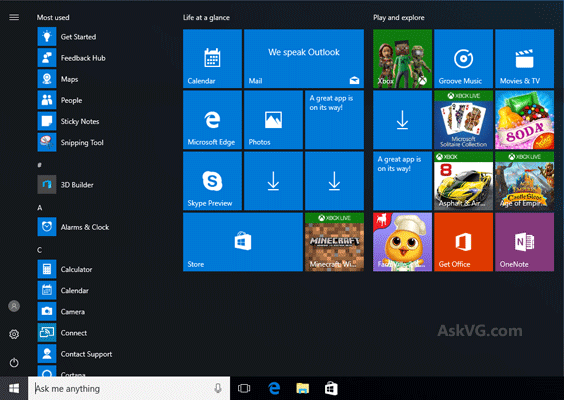 Most used
Get Started
Feedback Hub
Maps
People
Sticky Notes
Snipping Tool
#
3D Builder
A
Alarms & Clock
C
Calculator
Calendar
Camera
Connect
Contact Support
Cortana
Life at a glance
Calendar
We speak Outlook
Mail
Microsoft Edge
Photos
A great app is
on its way!
Skype Preview
Store
XBOX LIVE
MINECRAFT
Minecraft Wi...
Play and explore
Xbox
Groove Music
Movies & TV
XBOX LIVE
Microsoft
Solitaire Collection
CANDY CRUSH
SODA
A great app is
on its way!
XBOX
8
Asphalt 8: Air...
XBOX LIVE
Age of Empire...
Get Office
OneNote
AskVG.com
Ask me anything